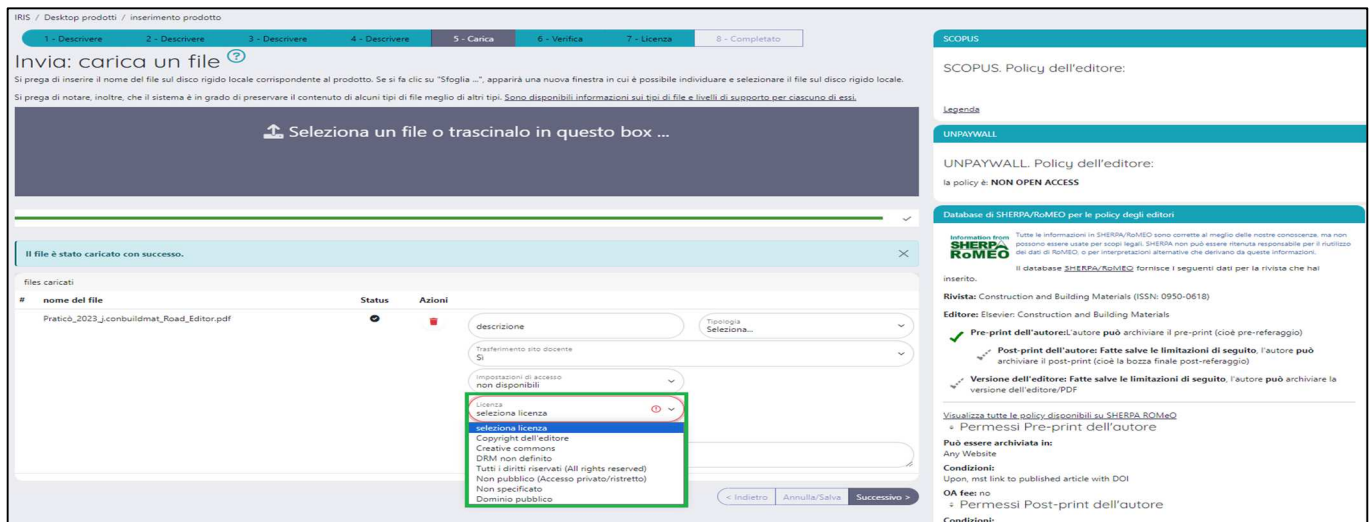 IRIS / Desktop prodotti / inserimento prodotto
1 - Descrivere 2 - Descrivere 3 - Descrivere 4 - Descrivere 5 - Carica 6 - Verifica 7 - Licenza 8 - Completato
Invia: carica un file ?
Si prega di inserire il nome del file sul disco rigido locale corrispondente al prodotto. Se si fa clic su "Sfoglia ...", apparirà una nuova finestra in cui è possibile individuare e selezionare il file sul disco rigido locale.
Si prega di notare, inoltre, che il sistema è in grado di preservare il contenuto di alcuni tipi di file meglio di altri tipi. Sono disponibili informazioni sui tipi di file e livelli di supporto per ciascuno di essi.
Seleziona un file o trascinalo in questo box ...
Il file è stato caricato con successo.
files caricati
# nome del file Status Azioni
Praticò_2023_j.conbuildmat_Road_Editor.pdf
descrizione
Tipologia
Seleziona...
Trasferimento sito docente
Si
Impostazioni di accesso
non disponibili
Licenza
seleziona licenza
seleziona licenza
Copyright dell'editore
Creative commons
DRM non definito
Tutti i diritti riservati (All rights reserved)
Non pubblico (Accesso privato/ristretto)
Non specificato
Dominio pubblico
< Indietro Annulla/Salva Successivo >
SCOPUS
SCOPUS. Policy dell'editore:
Legenda
UNPAYWALL
UNPAYWALL. Policy dell'editore:
la policy è: NON OPEN ACCESS
Database di SHERPA/RoMEO per le policy degli editori
Information from
SHERPA
RoMEO
Tutte le informazioni in SHERPA/RoMEO sono corrette al meglio delle nostre conoscenze, ma non
possono essere usate per scopi legali. SHERPA non può essere ritenuta responsabile per il riutilizzo
dei dati di RoMEO, o per interpretazioni alternative che derivano da queste informazioni.
Il database SHERPA/RoMEO fornisce i seguenti dati per la rivista che hai
inserito.
Rivista: Construction and Building Materials (ISSN: 0950-0618)
Editore: Elsevier: Construction and Building Materials
Pre-print dell'autore:L'autore può archiviare il pre-print (cioè pre-referaggio)
Post-print dell'autore: Fatte salve le limitazioni di seguito, l'autore può
archiviare il post-print (cioè la bozza finale post-referaggio)
Versione dell'editore: Fatte salve le limitazioni di seguito, l'autore può archiviare la
versione dell'editore/PDF
Visualizza tutte le policy disponibili su SHERPA ROMeO
Permessi Pre-print dell'autore
Può essere archiviata in:
Any Website
Condizioni:
Upon, mst link to published article with DOI
OA fee: no
Permessi Post-print dell'autore
Condizioni: